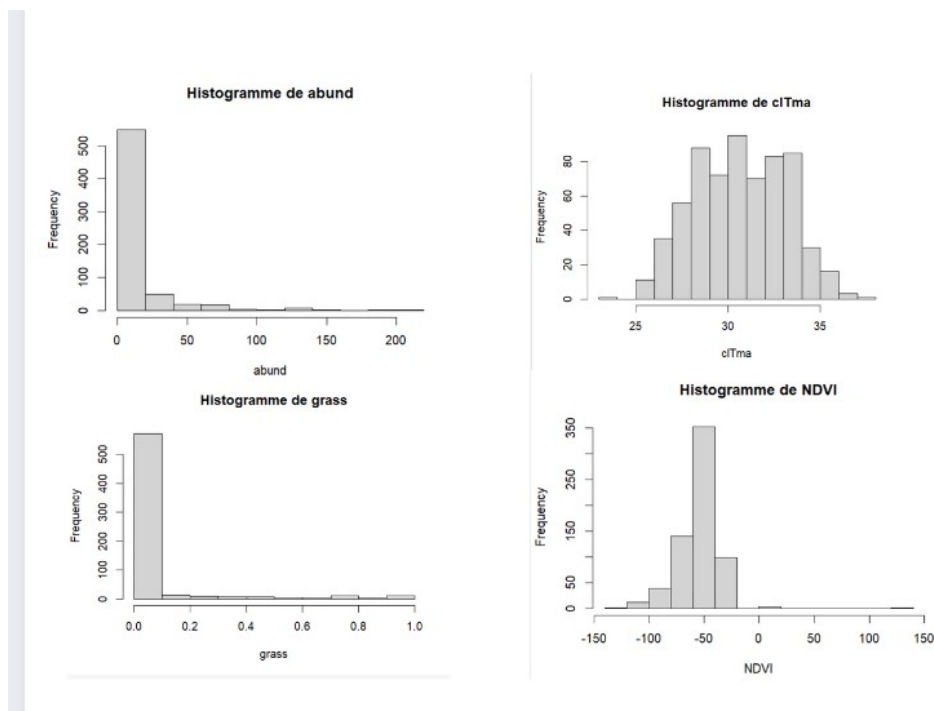 Histogramme de abund
Frequency
0 100 200 300 400 500
0 50 100 150 200
abund
Histogramme de clTma
Frequency
0 20 40 60 80
25 30 35
clTma
Histogramme de grass
Frequency
0 100 200 300 400 500
0.0 0.2 0.4 0.6 0.8 1.0
grass
Histogramme de NDVI
Frequency
0 50 150 250 350
-150 -100 -50 0 50 100 150
NDVI